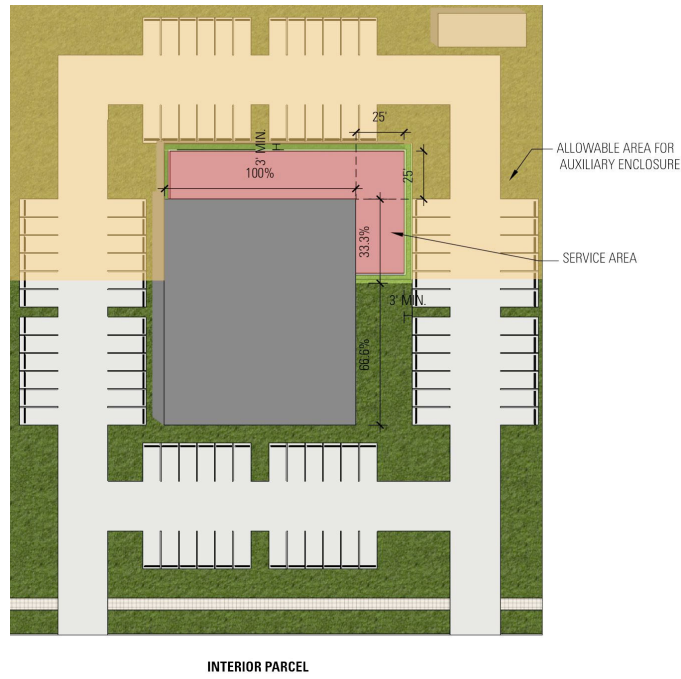 25'
3' MIN.
100%
25'
ALLOWABLE AREA FOR
AUXILIARY ENCLOSURE
33.3%
SERVICE AREA
3' MIN.
66.6%
INTERIOR PARCEL